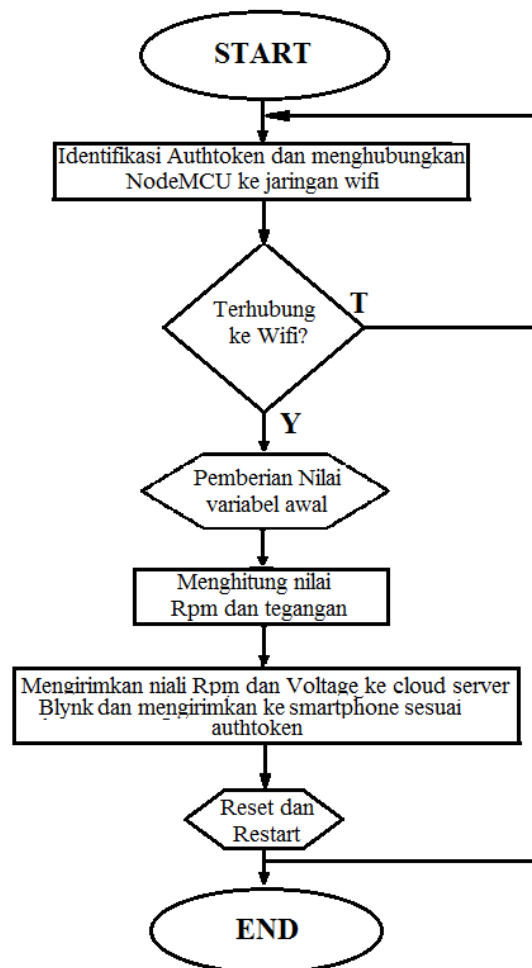 START
Identifikasi Authtoken dan menghubungkan
NodeMCU ke jaringan wifi
Terhubung
ke Wifi?
T
Y
Pemberian Nilai
variabel awal
Menghitung nilai
Rpm dan tegangan
Mengirimkan niali Rpm dan Voltage ke cloud server
Blynk dan mengirimkan ke smartphone sesuai
authtoken
Reset dan
Restart
END